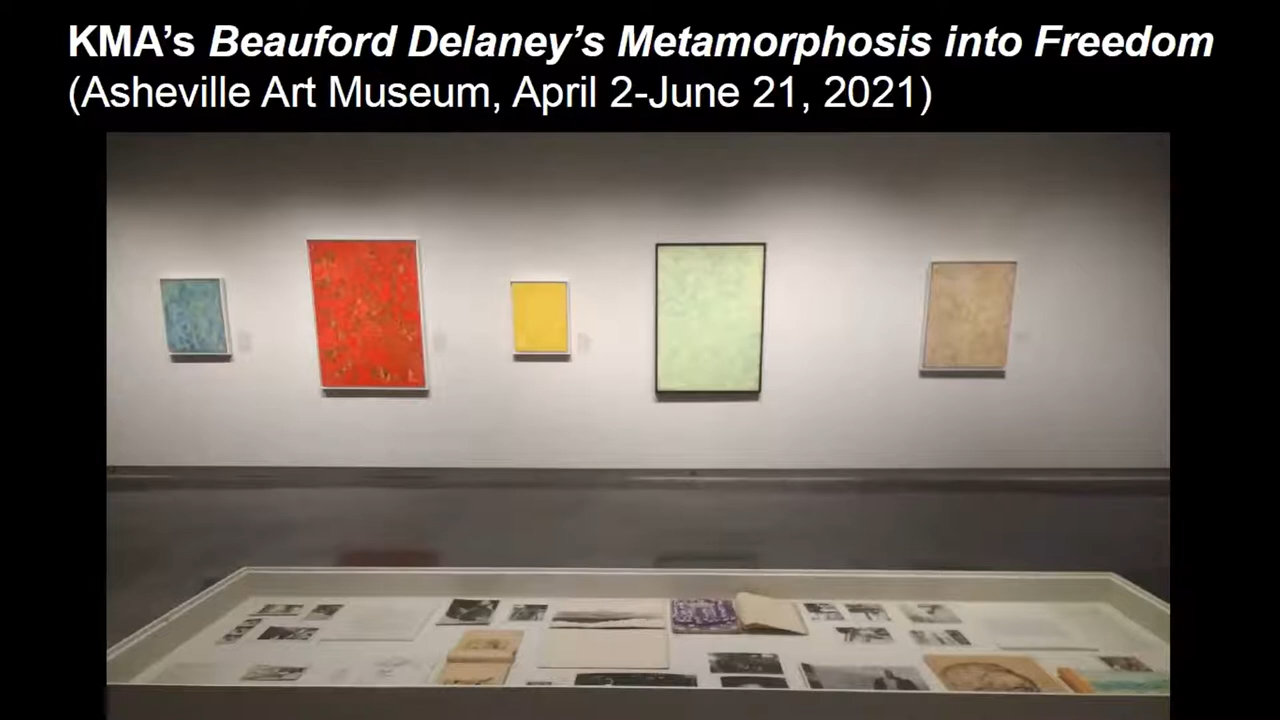 KMA’s Beauford Delaney’s Metamorphosis into Freedom
(Asheville Art Museum, April 2-June 21, 2021)